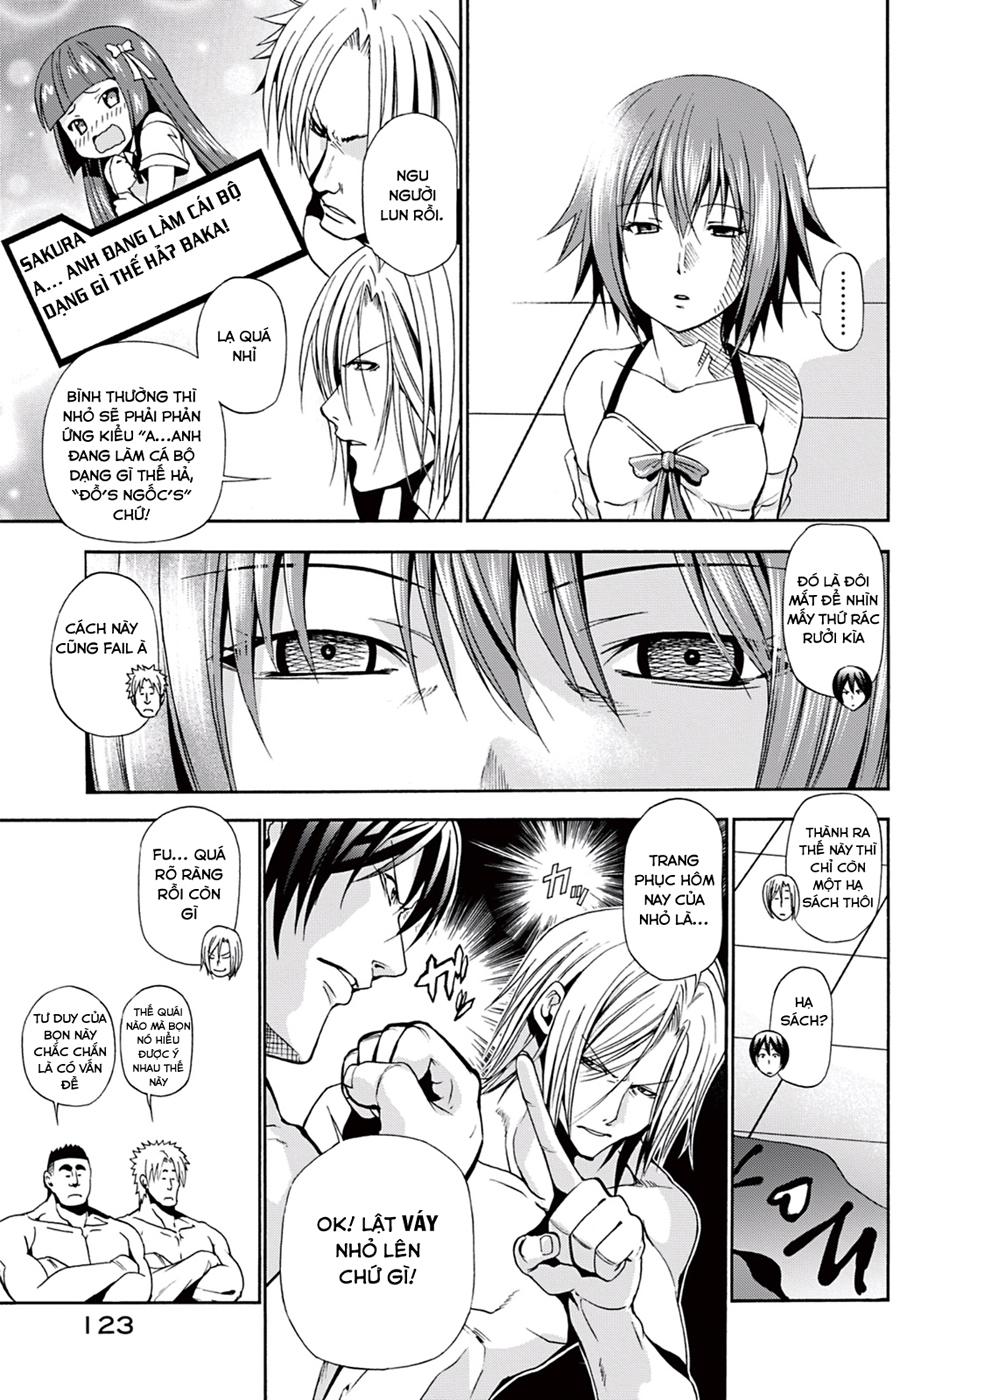 ........
NGU
NGƯỜI
LUN RỒI.
SAKURA
A... ANH ĐANG LÀM CÁI BỘ
DẠNG GÌ THẾ HẢ? BAKA!
LẠ QUÁ
NHỈ
BÌNH THƯỜNG THÌ
NHỎ SẼ PHẢI PHẢN
ỨNG KIỂU “A...ANH
ĐANG LÀM CÁ BỘ
DẠNG GÌ THẾ HẢ,
“ĐỒ’S NGỐC’S”
CHỨ!
ĐÓ LÀ ĐÔI
MẮT ĐỂ NHÌN
MẤY THỨ RÁC
RƯỞI KÌA
CÁCH NÀY
CŨNG FAIL À
THÀNH RA
THẾ NÀY THÌ
CHỈ CÒN
MỘT HẠ
SÁCH THÔI
HẠ
SÁCH?
TRANG
PHỤC HÔM
NAY CỦA
NHỎ LÀ...
カッ
ガッ
OK! LẬT VÁY
NHỎ LÊN
CHỨ GÌ!
FU... QUÁ
RÕ RÀNG
RỒI CÒN
GÌ
THẾ QUÁI
NÀO MÀ BỌN
NÓ HIỂU
ĐƯỢC Ý
NHAU THẾ
NÀY
TƯ DUY CỦA
BỌN NÀY
CHẮC CHẮN
LÀ CÓ VẤN
ĐỀ
123